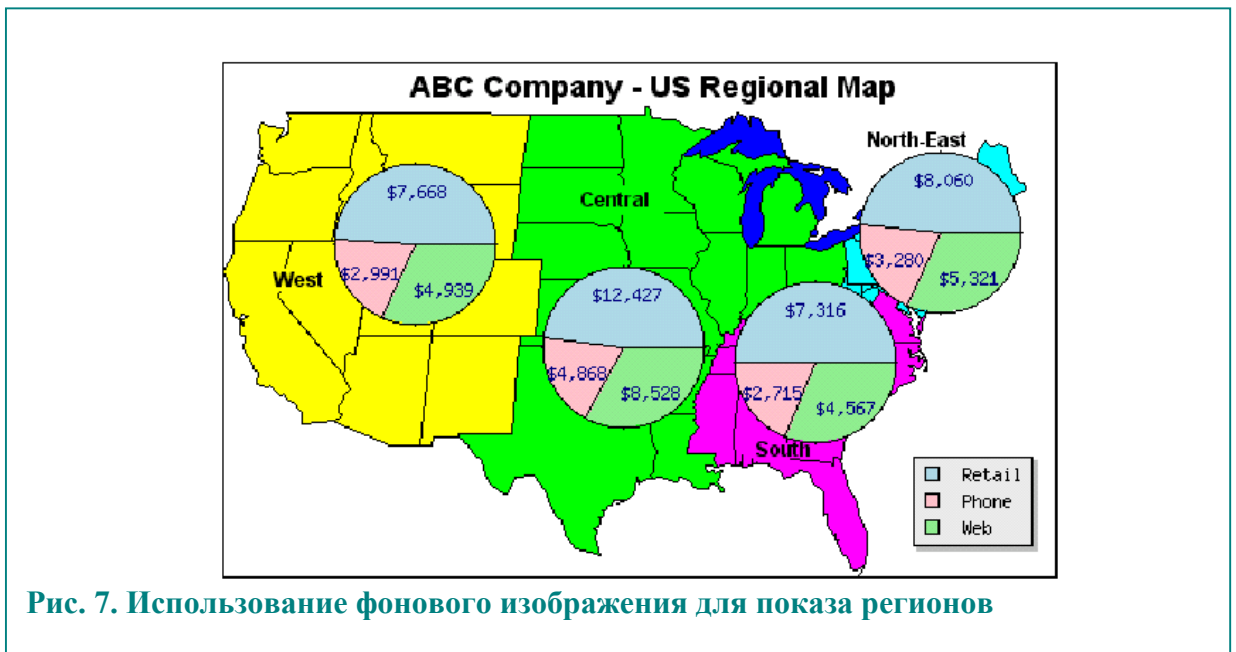 ABC Company - US Regional Map
North-East
$8,060
$3,280
$5,321
$7,668
Central
West
$2,991
$4,939
$12,427
$4,868
$8,528
$7,316
$2,715
$4,567
South
Retail
Phone
Web
Рис. 7. Использование фонового изображения для показа регионов